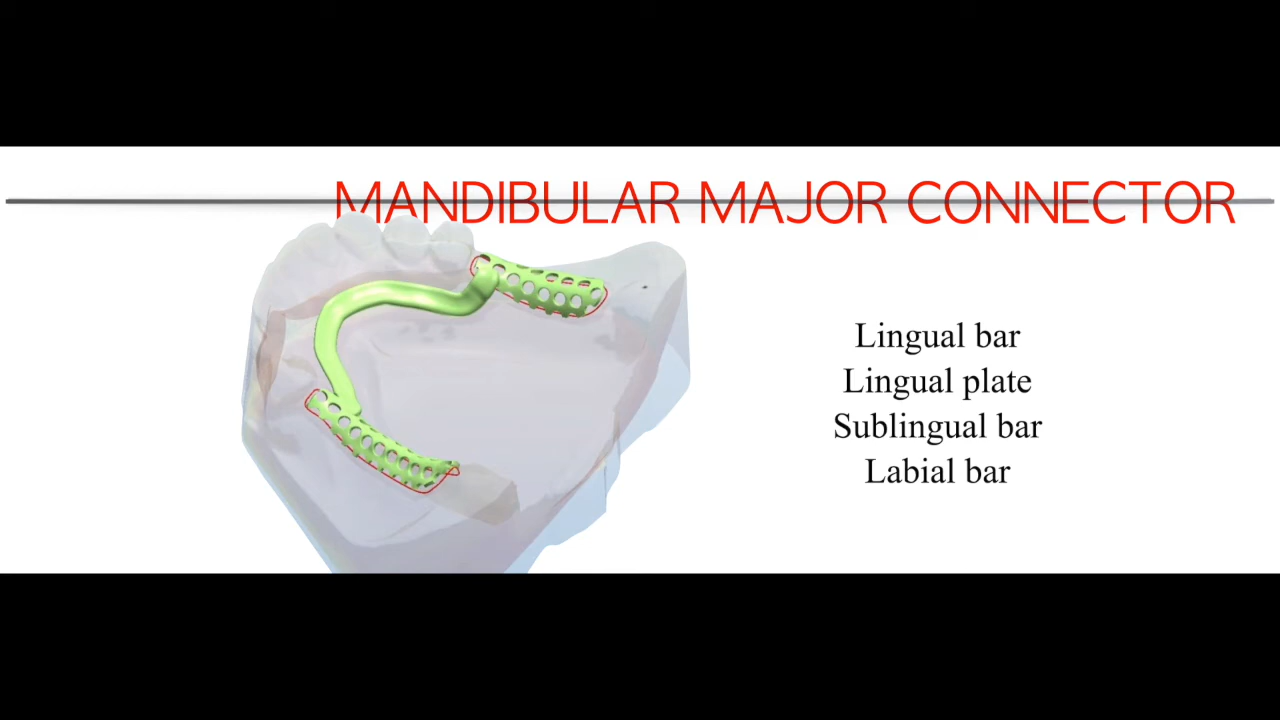 MANDIBULAR MAJOR CONNECTOR
Lingual bar
Lingual plate
Sublingual bar
Labial bar